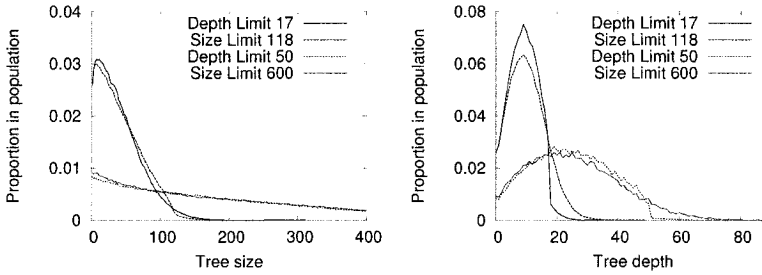 Proportion in population
0.04
0.03
0.02
0.01
0
Depth Limit 17
Size Limit 118
Depth Limit 50
Size Limit 600
0 100 200 300 400
Tree size
Proportion in population
0.08
0.06
0.04
0.02
0
Depth Limit 17
Size Limit 118
Depth Limit 50
Size Limit 600
0 20 40 60 80
Tree depth